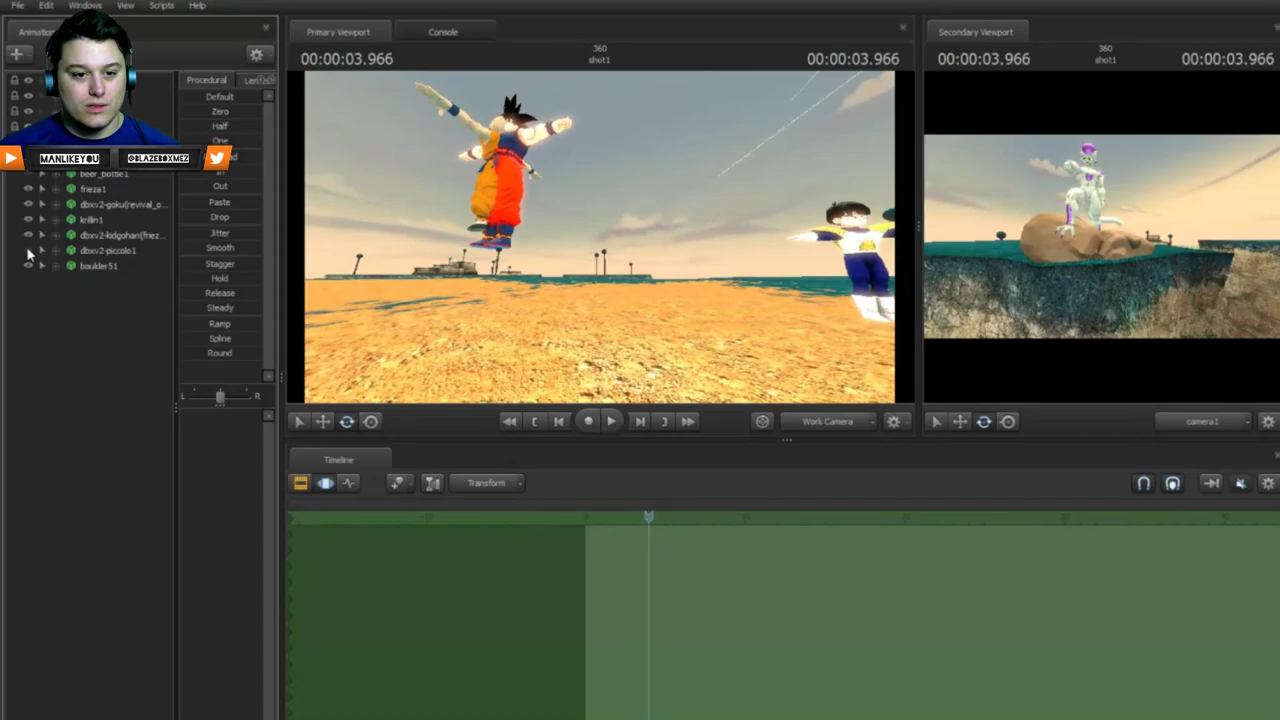 File Edit Windows View Scripts Help
Primary Viewport Console
Secondary Viewport
00:00:03.966 360 shot1 00:00:03.966
00:00:03.966 360 shot1 00:00:03.966
Procedural
Default
Zero
Half
One
MANLIKEYOU @BLAZEBOXMEZ
In
Out
Paste
Drop
Jitter
Smooth
Stagger
Hold
Release
Steady
Ramp
Spline
Round
beer_bottle1
frieza1
dbxv2-goku(revival_o...
krillin1
dbxv2-kidgohan(friez...
dbxv2-piccolo1
boulder51
L R
Work Camera
camera1
Timeline
Transform